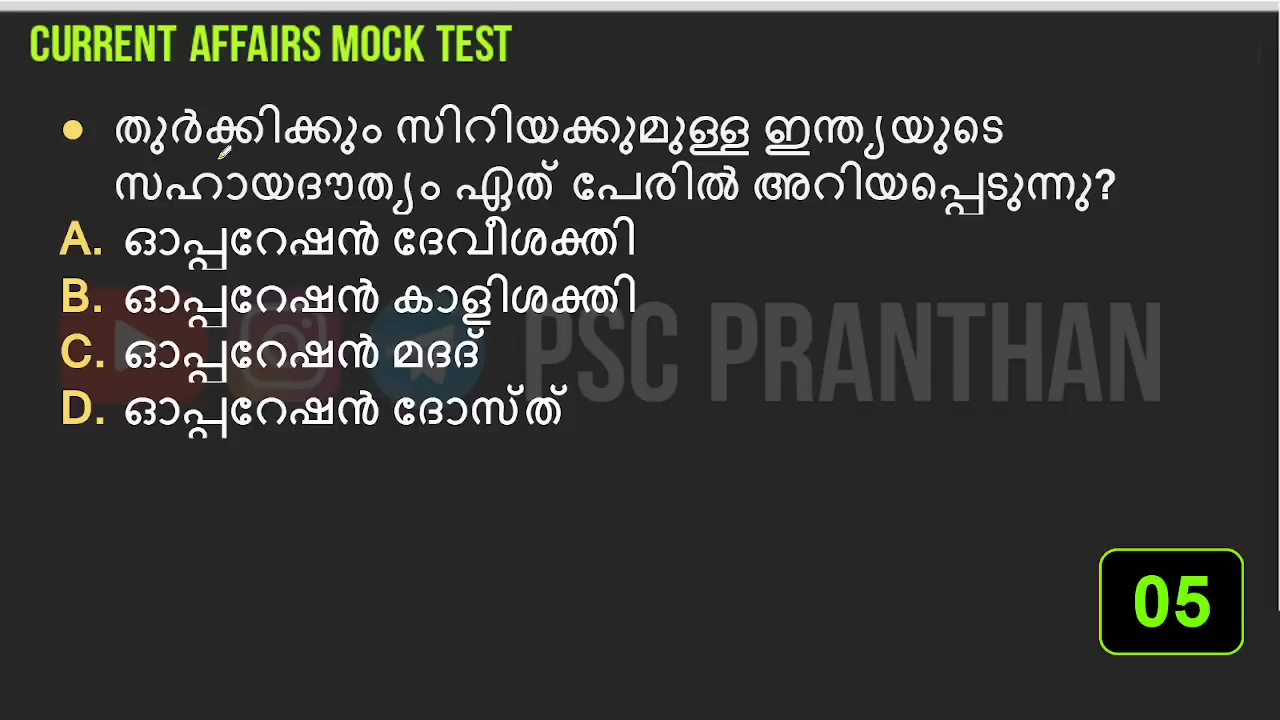 CURRENT AFFAIRS MOCK TEST
● തുർക്കിക്കും സിറിയക്കുമുള്ള ഇന്ത്യയുടെ
സഹായദൗത്യം ഏത് പേരിൽ അറിയപ്പെടുന്നു?
A. ഓപ്പറേഷൻ ദേവീശക്തി
B. ഓപ്പറേഷൻ കാളിശക്തി
C. ഓപ്പറേഷൻ മദദ്
D. ഓപ്പറേഷൻ ദോസ്ത്
PSC PRANTHAN
05